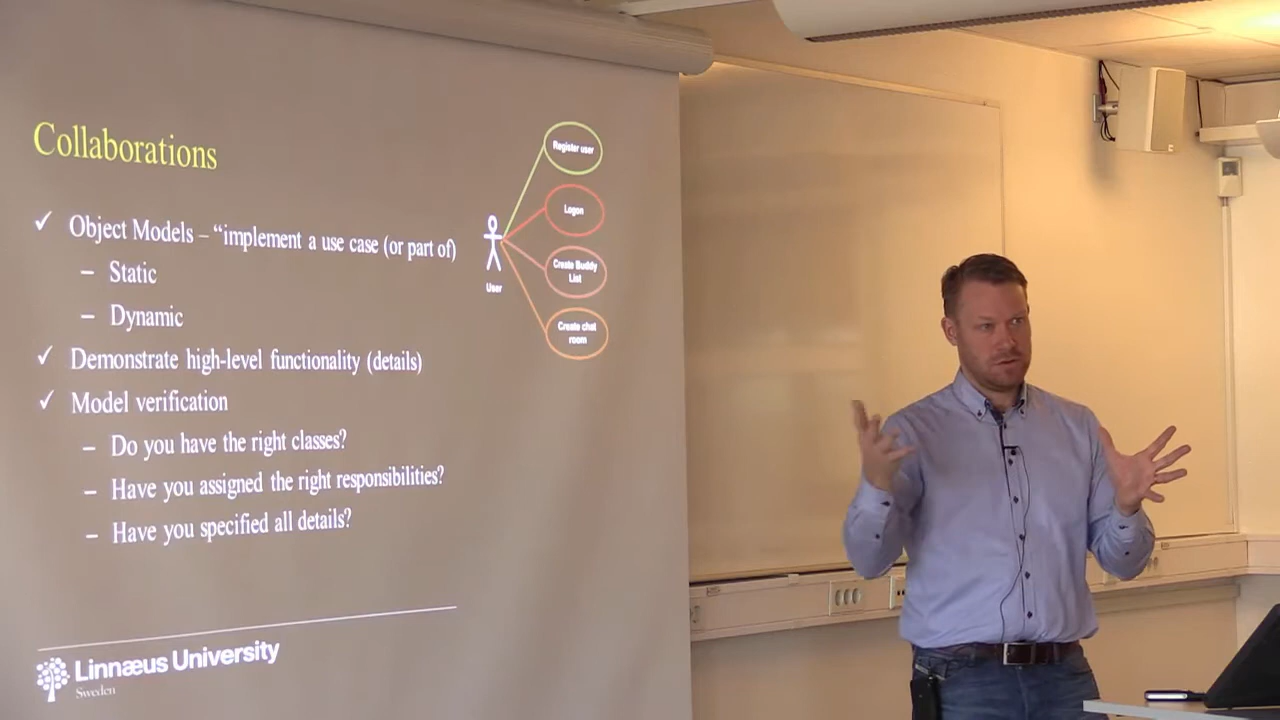 Collaborations
✓ Object Models – “implement a use case (or part of)
– Static
– Dynamic
✓ Demonstrate high-level functionality (details)
✓ Model verification
– Do you have the right classes?
– Have you assigned the right responsibilities?
– Have you specified all details?
Register user
Logon
Create Buddy
List
Create chat
room
User
Linnæus University
Sweden